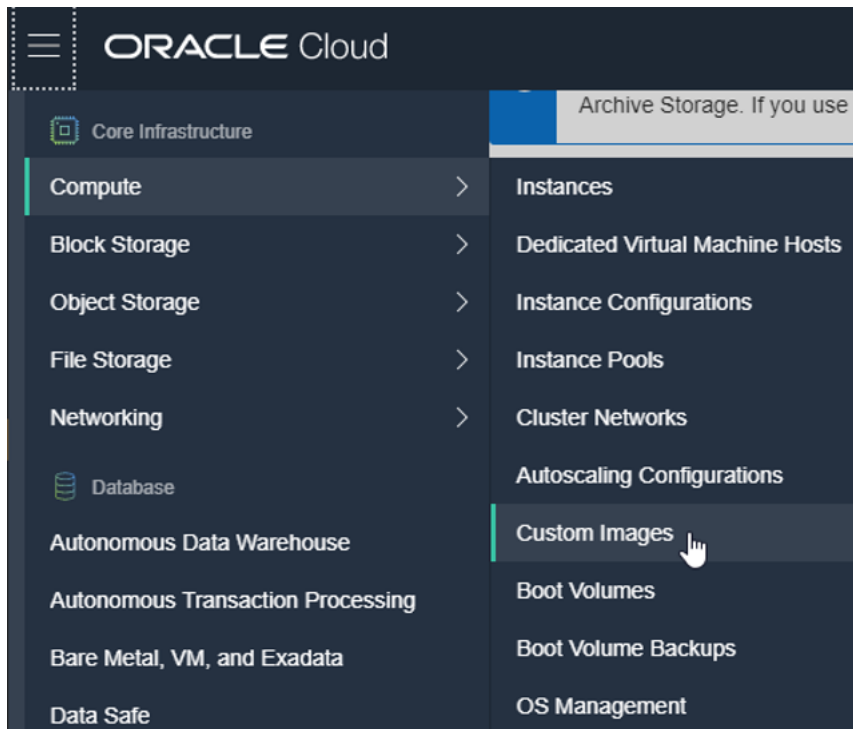 ORACLE Cloud
Archive Storage. If you use
Core Infrastructure
Compute
Block Storage
Object Storage
File Storage
Networking
Database
Autonomous Data Warehouse
Autonomous Transaction Processing
Bare Metal, VM, and Exadata
Data Safe
Instances
Dedicated Virtual Machine Hosts
Instance Configurations
Instance Pools
Cluster Networks
Autoscaling Configurations
Custom Images
Boot Volumes
Boot Volume Backups
OS Management